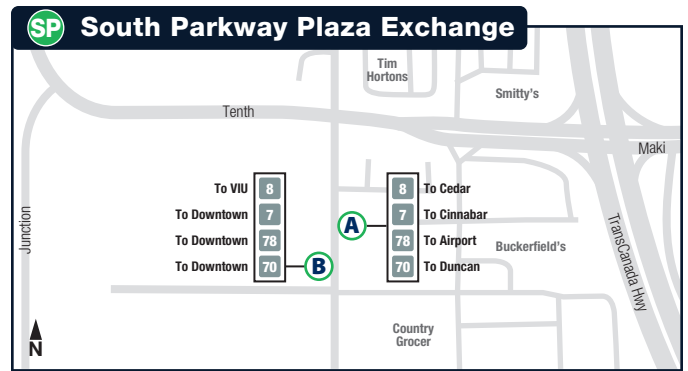 SP South Parkway Plaza Exchange
Tim
Hortons
Smitty's
Tenth
Maki
To VIU 8
To Downtown 7
To Downtown 78
To Downtown 70
B
A
8 To Cedar
7 To Cinnabar
78 To Airport
70 To Duncan
Buckerfield's
Junction
TransCanada Hwy
Country
Grocer
N